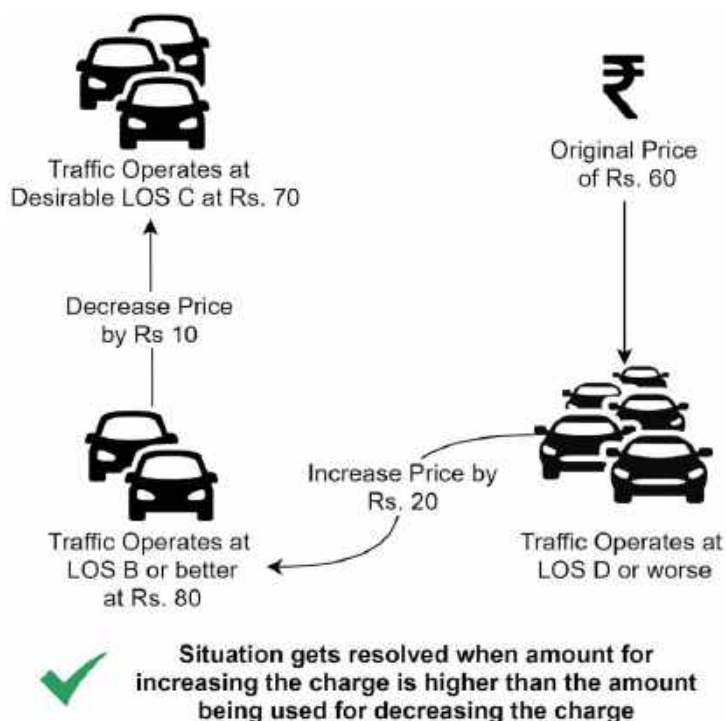 ₹
Original Price
of Rs. 60
Traffic Operates at
LOS D or worse
Increase Price by
Rs. 20
Traffic Operates at
LOS B or better
at Rs. 80
Decrease Price
by Rs 10
Traffic Operates at
Desirable LOS C at Rs. 70
Situation gets resolved when amount for
increasing the charge is higher than the amount
being used for decreasing the charge